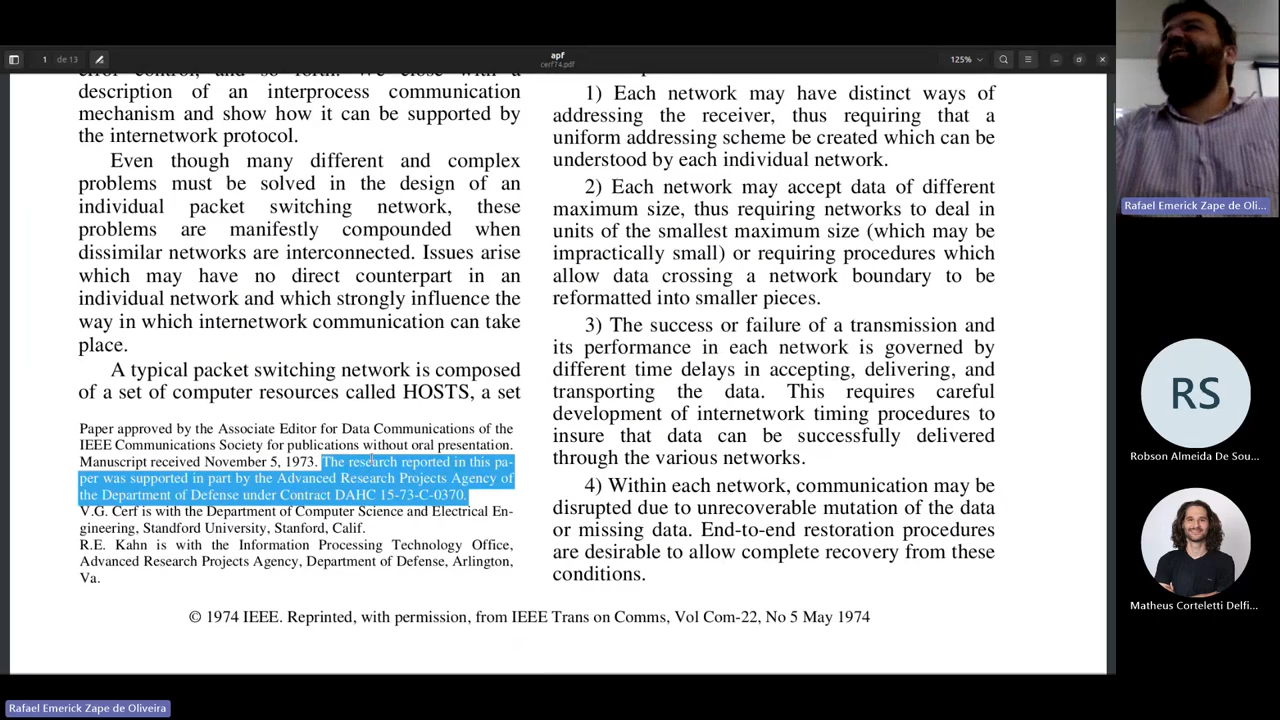 1 de 13
apf
cerf74.pdf
125%
error control, and so forth. We close with a
description of an interprocess communication
mechanism and show how it can be supported by
the internetwork protocol.
Even though many different and complex
problems must be solved in the design of an
individual packet switching network, these
problems are manifestly compounded when
dissimilar networks are interconnected. Issues arise
which may have no direct counterpart in an
individual network and which strongly influence the
way in which internetwork communication can take
place.
A typical packet switching network is composed
of a set of computer resources called HOSTS, a set
Paper approved by the Associate Editor for Data Communications of the
IEEE Communications Society for publications without oral presentation.
Manuscript received November 5, 1973. The research reported in this pa-
per was supported in part by the Advanced Research Projects Agency of
the Department of Defense under Contract DAHC 15-73-C-0370.
V.G. Cerf is with the Department of Computer Science and Electrical En-
gineering, Standford University, Stanford, Calif.
R.E. Kahn is with the Information Processing Technology Office,
Advanced Research Projects Agency, Department of Defense, Arlington,
Va.
1) Each network may have distinct ways of
addressing the receiver, thus requiring that a
uniform addressing scheme be created which can be
understood by each individual network.
2) Each network may accept data of different
maximum size, thus requiring networks to deal in
units of the smallest maximum size (which may be
impractically small) or requiring procedures which
allow data crossing a network boundary to be
reformatted into smaller pieces.
3) The success or failure of a transmission and
its performance in each network is governed by
different time delays in accepting, delivering, and
transporting the data. This requires careful
development of internetwork timing procedures to
insure that data can be successfully delivered
through the various networks.
4) Within each network, communication may be
disrupted due to unrecoverable mutation of the data
or missing data. End-to-end restoration procedures
are desirable to allow complete recovery from these
conditions.
© 1974 IEEE. Reprinted, with permission, from IEEE Trans on Comms, Vol Com-22, No 5 May 1974
Rafael Emerick Zape de Oli...
RS
Robson Almeida De Sou...
Matheus Corteletti Delfi...
Rafael Emerick Zape de Oliveira